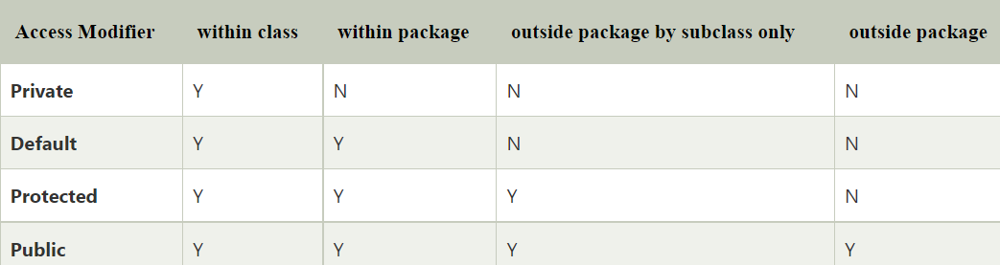 Access Modifier within class within package outside package by subclass only outside package
Private Y N N N
Default Y Y N N
Protected Y Y Y N
Public Y Y Y Y